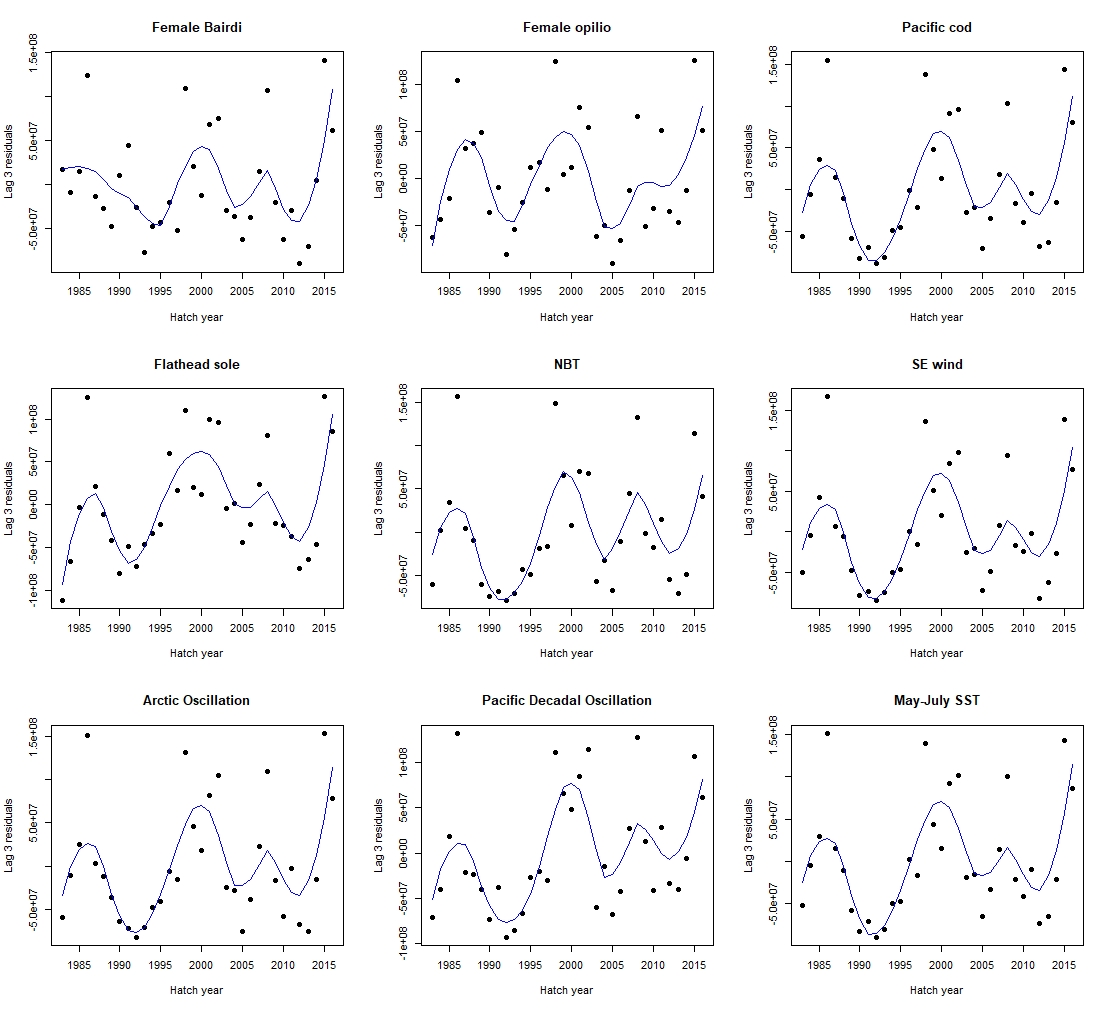 Female Bairdi
Lag 3 residuals
-5.0e+07 5.0e+07 1.5e+08
1985 1990 1995 2000 2005 2010 2015
Hatch year
Female opilio
Lag 3 residuals
-5e+07 0e+00 5e+07 1e+08
1985 1990 1995 2000 2005 2010 2015
Hatch year
Pacific cod
Lag 3 residuals
-5.0e+07 5.0e+07 1.5e+08
1985 1990 1995 2000 2005 2010 2015
Hatch year
Flathead sole
Lag 3 residuals
-1e+08 -5e+07 0e+00 5e+07 1e+08
1985 1990 1995 2000 2005 2010 2015
Hatch year
NBT
Lag 3 residuals
-5.0e+07 5.0e+07 1.5e+08
1985 1990 1995 2000 2005 2010 2015
Hatch year
SE wind
Lag 3 residuals
-5.0e+07 5.0e+07 1.5e+08
1985 1990 1995 2000 2005 2010 2015
Hatch year
Arctic Oscillation
Lag 3 residuals
-5.0e+07 5.0e+07 1.5e+08
1985 1990 1995 2000 2005 2010 2015
Hatch year
Pacific Decadal Oscillation
Lag 3 residuals
-1e+08 -5e+07 0e+00 5e+07 1e+08
1985 1990 1995 2000 2005 2010 2015
Hatch year
May-July SST
Lag 3 residuals
-5.0e+07 5.0e+07 1.5e+08
1985 1990 1995 2000 2005 2010 2015
Hatch year